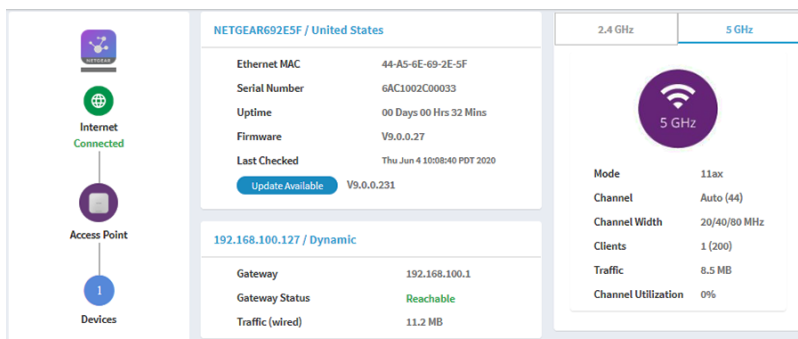 NETGEAR
Internet
Connected
Access Point
1
Devices
NETGEAR692E5F / United States
Ethernet MAC 44-A5-6E-69-2E-5F
Serial Number 6AC1002C00033
Uptime 00 Days 00 Hrs 32 Mins
Firmware V9.0.0.27
Last Checked Thu Jun 4 10:08:40 PDT 2020
Update Available V9.0.0.231
192.168.100.127 / Dynamic
Gateway 192.168.100.1
Gateway Status Reachable
Traffic (wired) 11.2 MB
2.4 GHz 5 GHz
5 GHz
Mode 11ax
Channel Auto (44)
Channel Width 20/40/80 MHz
Clients 1 (200)
Traffic 8.5 MB
Channel Utilization 0%